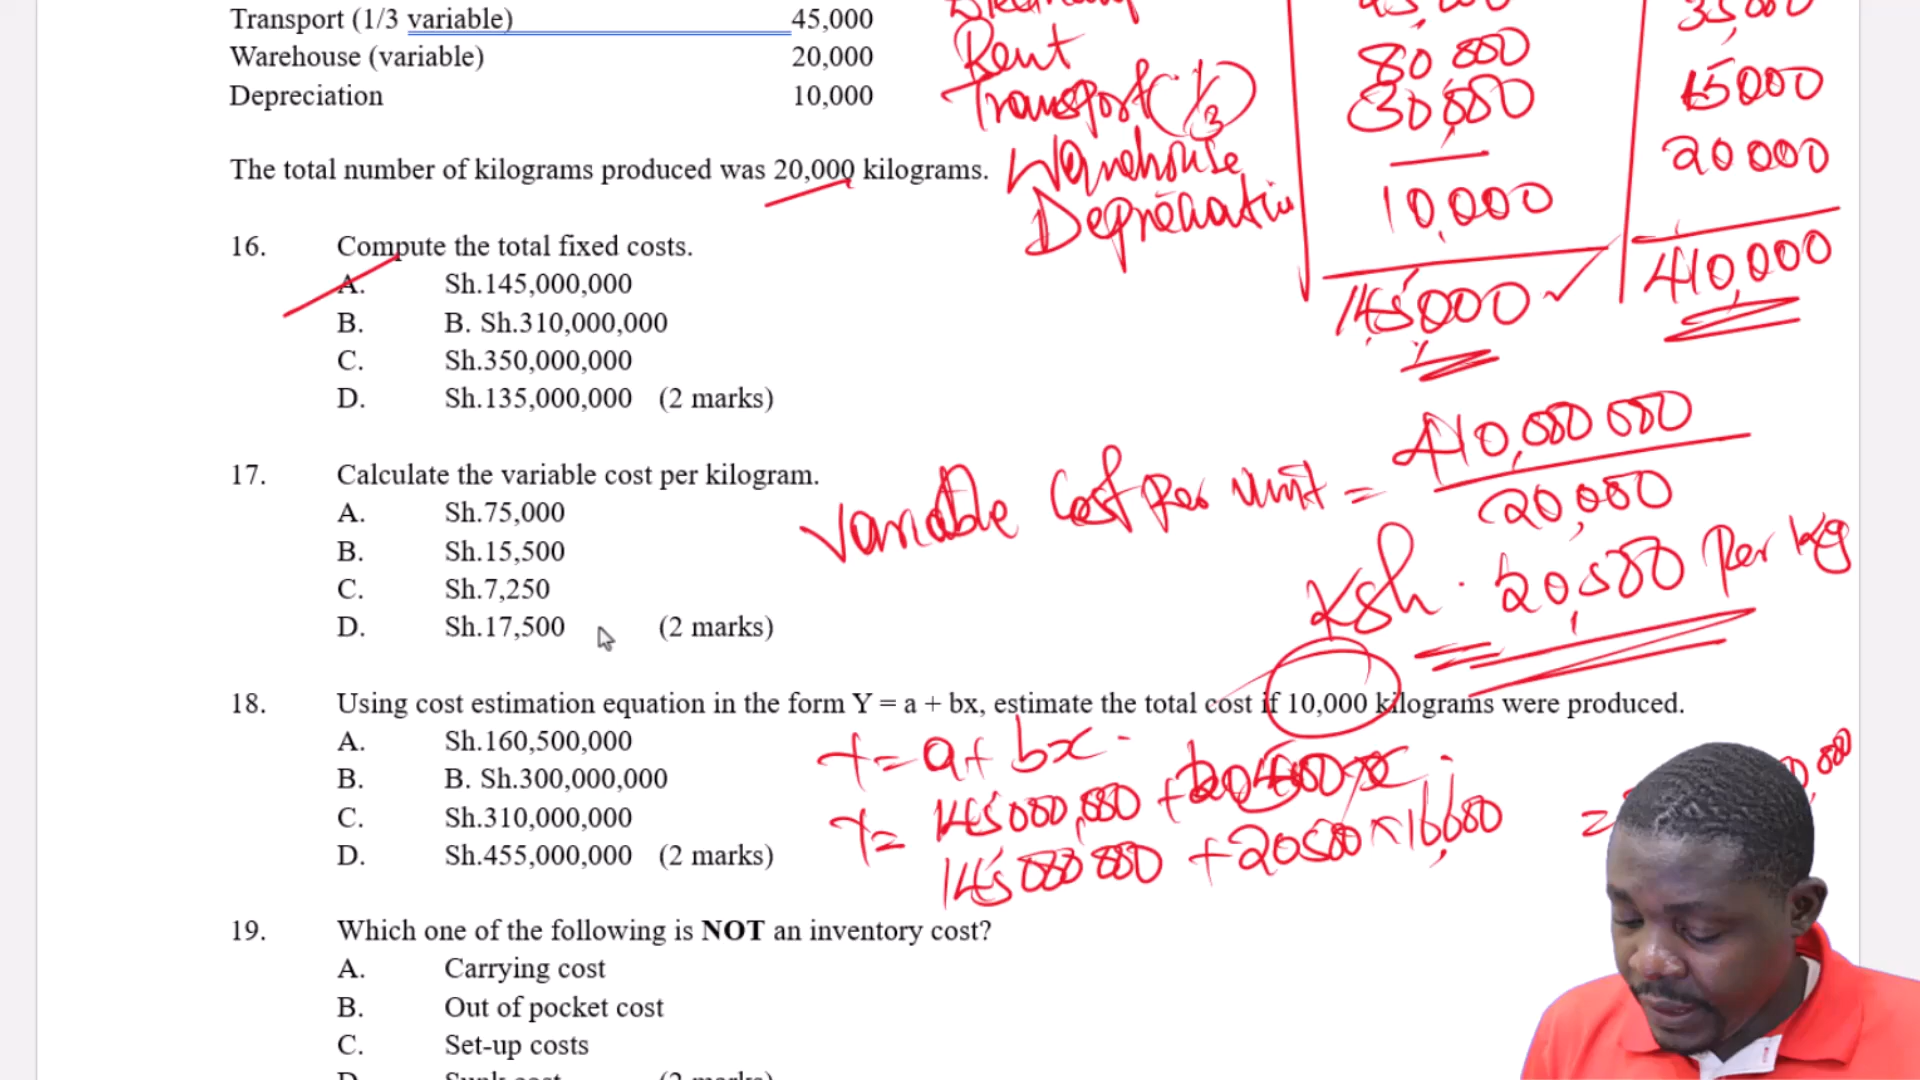 Transport (1/3 variable) 45,000
Warehouse (variable) 20,000
Depreciation 10,000
Rent 80 000
Transport (1/3) 30,000 15000
Warehouse — 20 000
Depreciation 10,000
145000 ✓ 410,000
The total number of kilograms produced was 20,000 kilograms.
16. Compute the total fixed costs.
A. Sh.145,000,000
B. B. Sh.310,000,000
C. Sh.350,000,000
D. Sh.135,000,000 (2 marks)
17. Calculate the variable cost per kilogram.
A. Sh.75,000
B. Sh.15,500
C. Sh.7,250
D. Sh.17,500 (2 marks)
Variable Cost per unit = 410,000 000
20,000
Ksh. 20,500 Per kg
18. Using cost estimation equation in the form Y = a + bx, estimate the total cost if 10,000 kilograms were produced.
A. Sh.160,500,000
B. B. Sh.300,000,000
C. Sh.310,000,000
D. Sh.455,000,000 (2 marks)
Y = a + bx
Y = 145000,000 +
145 000 000 + 20500 × 10,000 =
19. Which one of the following is NOT an inventory cost?
A. Carrying cost
B. Out of pocket cost
C. Set-up costs